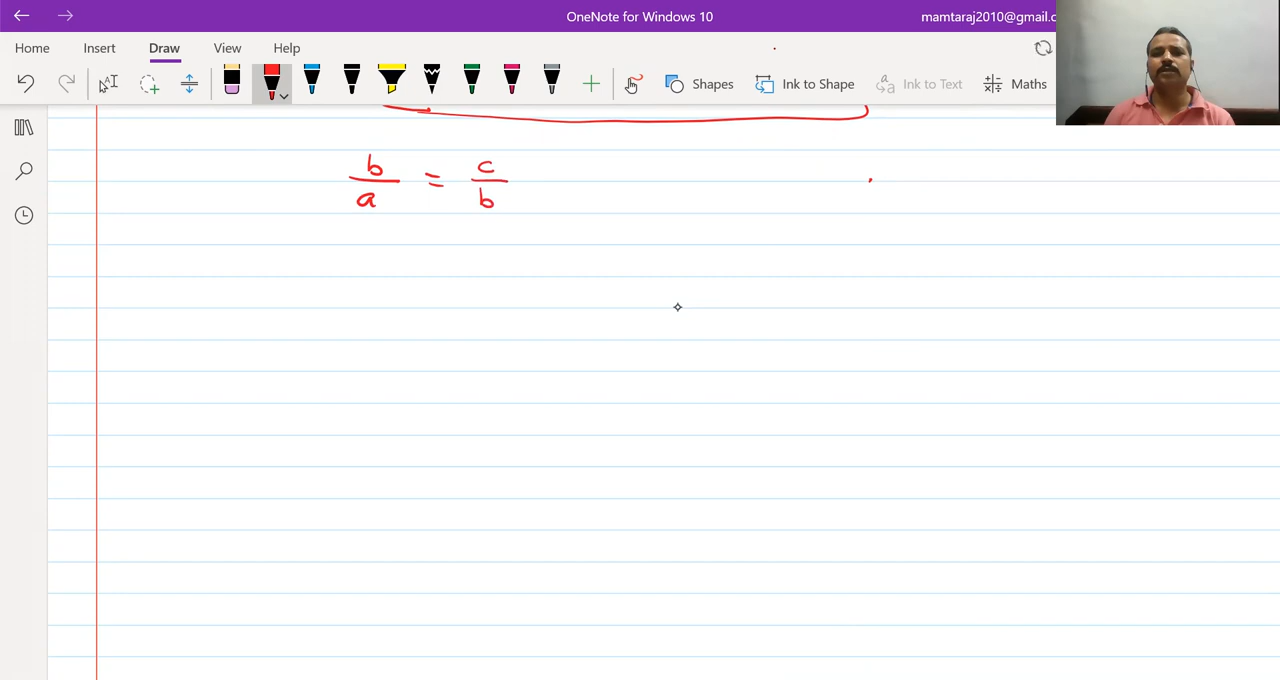 OneNote for Windows 10
mamtaraj2010@gmail.c
Home Insert Draw View Help
Shapes Ink to Shape Ink to Text Maths
b/a = c/b